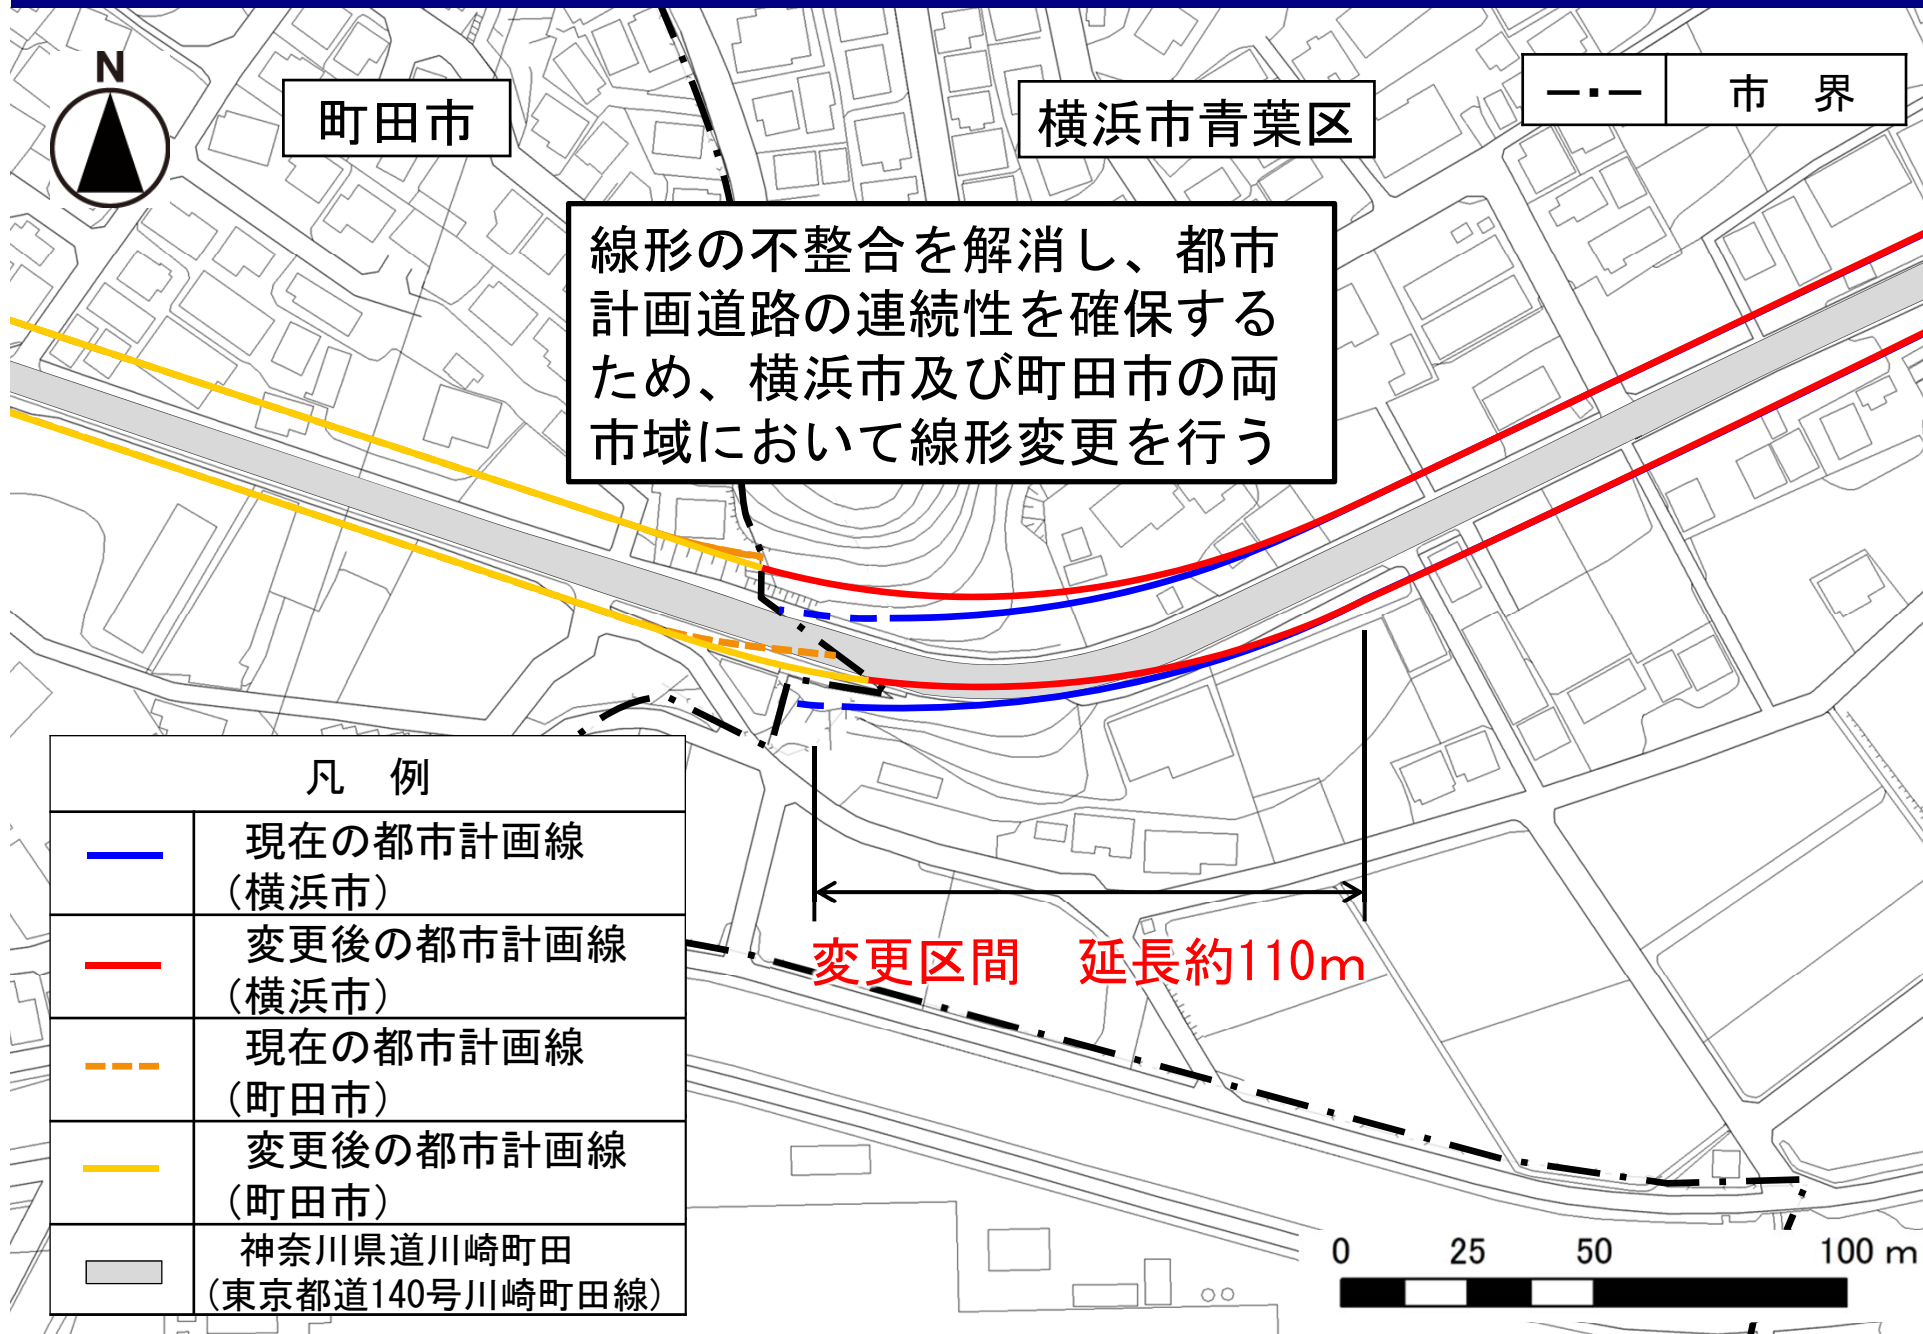 N
町田市
横浜市青葉区
市　界
線形の不整合を解消し、都市
計画道路の連続性を確保する
ため、横浜市及び町田市の両
市域において線形変更を行う
変更区間　延長約110m
凡　例
現在の都市計画線
（横浜市）
変更後の都市計画線
（横浜市）
現在の都市計画線
（町田市）
変更後の都市計画線
（町田市）
神奈川県道川崎町田
（東京都道140号川崎町田線）
0 25 50 100 m